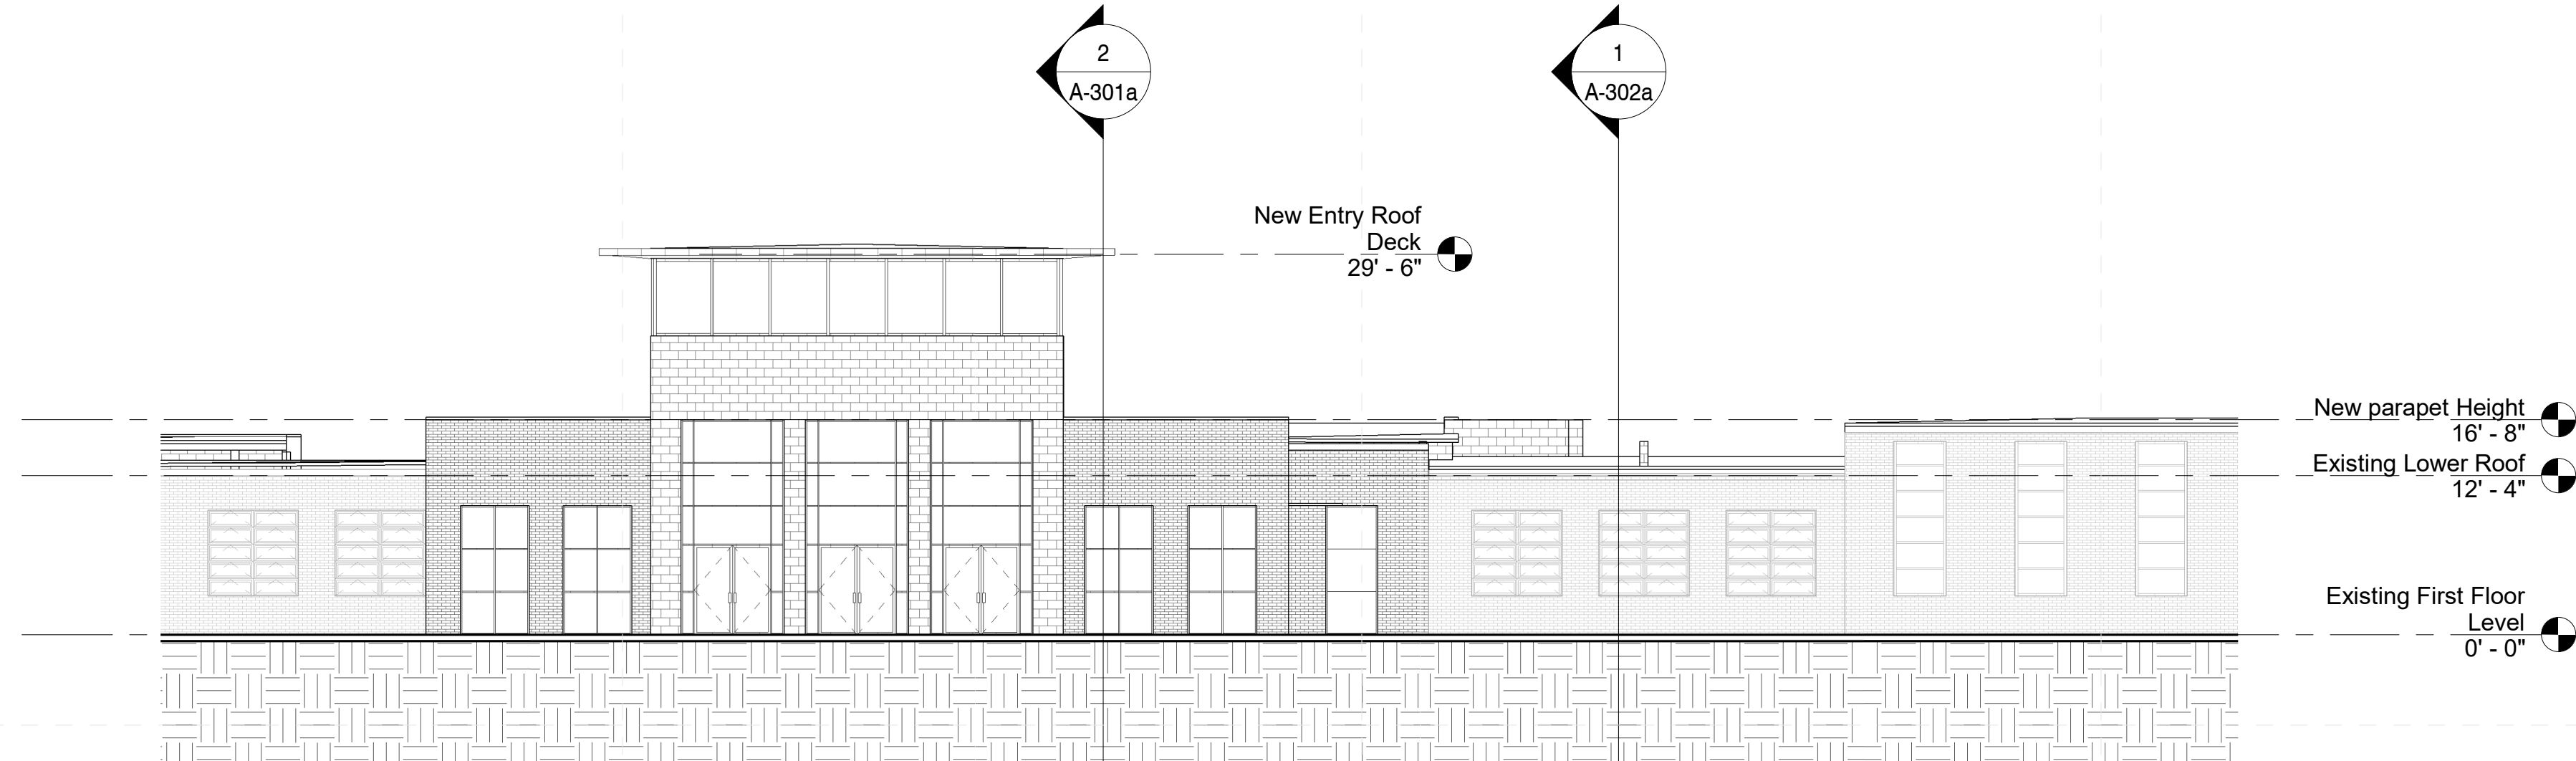 2
A-301a
1
A-302a
New Entry Roof
Deck
29' - 6"
New parapet Height
16' - 8"
Existing Lower Roof
12' - 4"
Existing First Floor
Level
0' - 0"